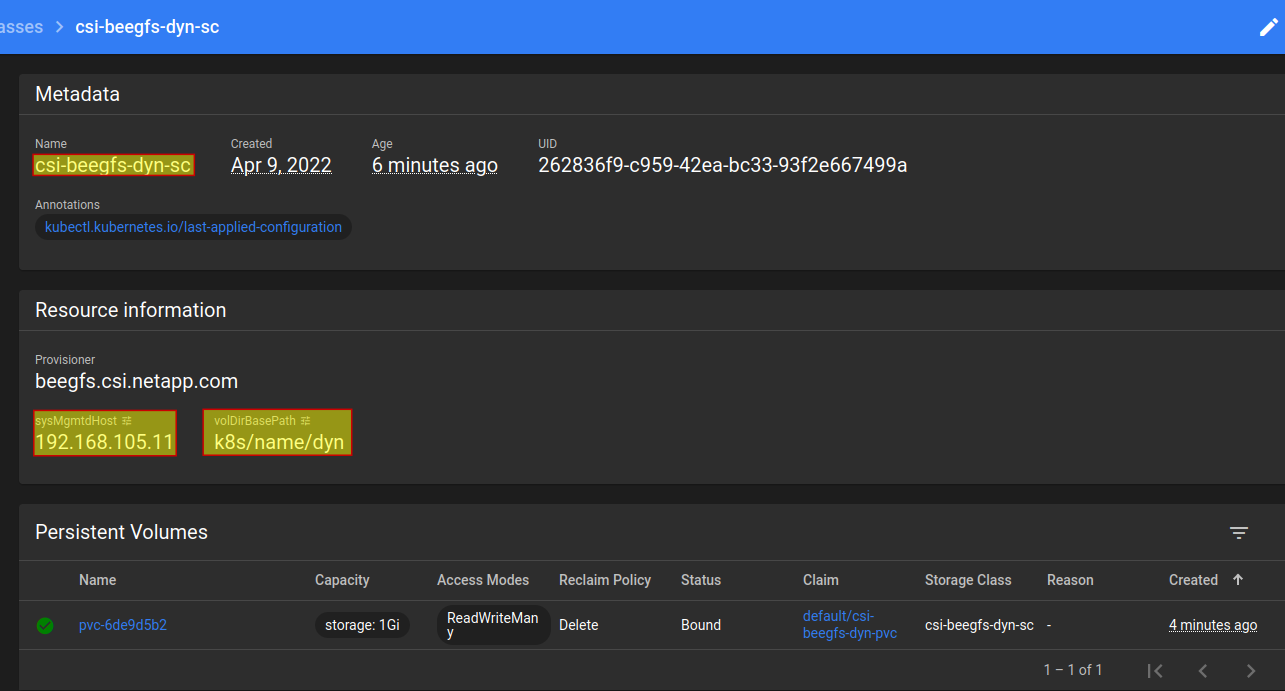 asses > csi-beegfs-dyn-sc
Metadata
Name Created Age UID
csi-beegfs-dyn-sc Apr 9, 2022 6 minutes ago 262836f9-c959-42ea-bc33-93f2e667499a
Annotations
kubectl.kubernetes.io/last-applied-configuration
Resource information
Provisioner
beegfs.csi.netapp.com
sysMgmtdHost volDirBasePath
192.168.105.11 k8s/name/dyn
Persistent Volumes
Name Capacity Access Modes Reclaim Policy Status Claim Storage Class Reason Created
pvc-6de9d5b2 storage: 1Gi ReadWriteMan
y Delete Bound default/csi-
beegfs-dyn-pvc csi-beegfs-dyn-sc - 4 minutes ago
1 – 1 of 1